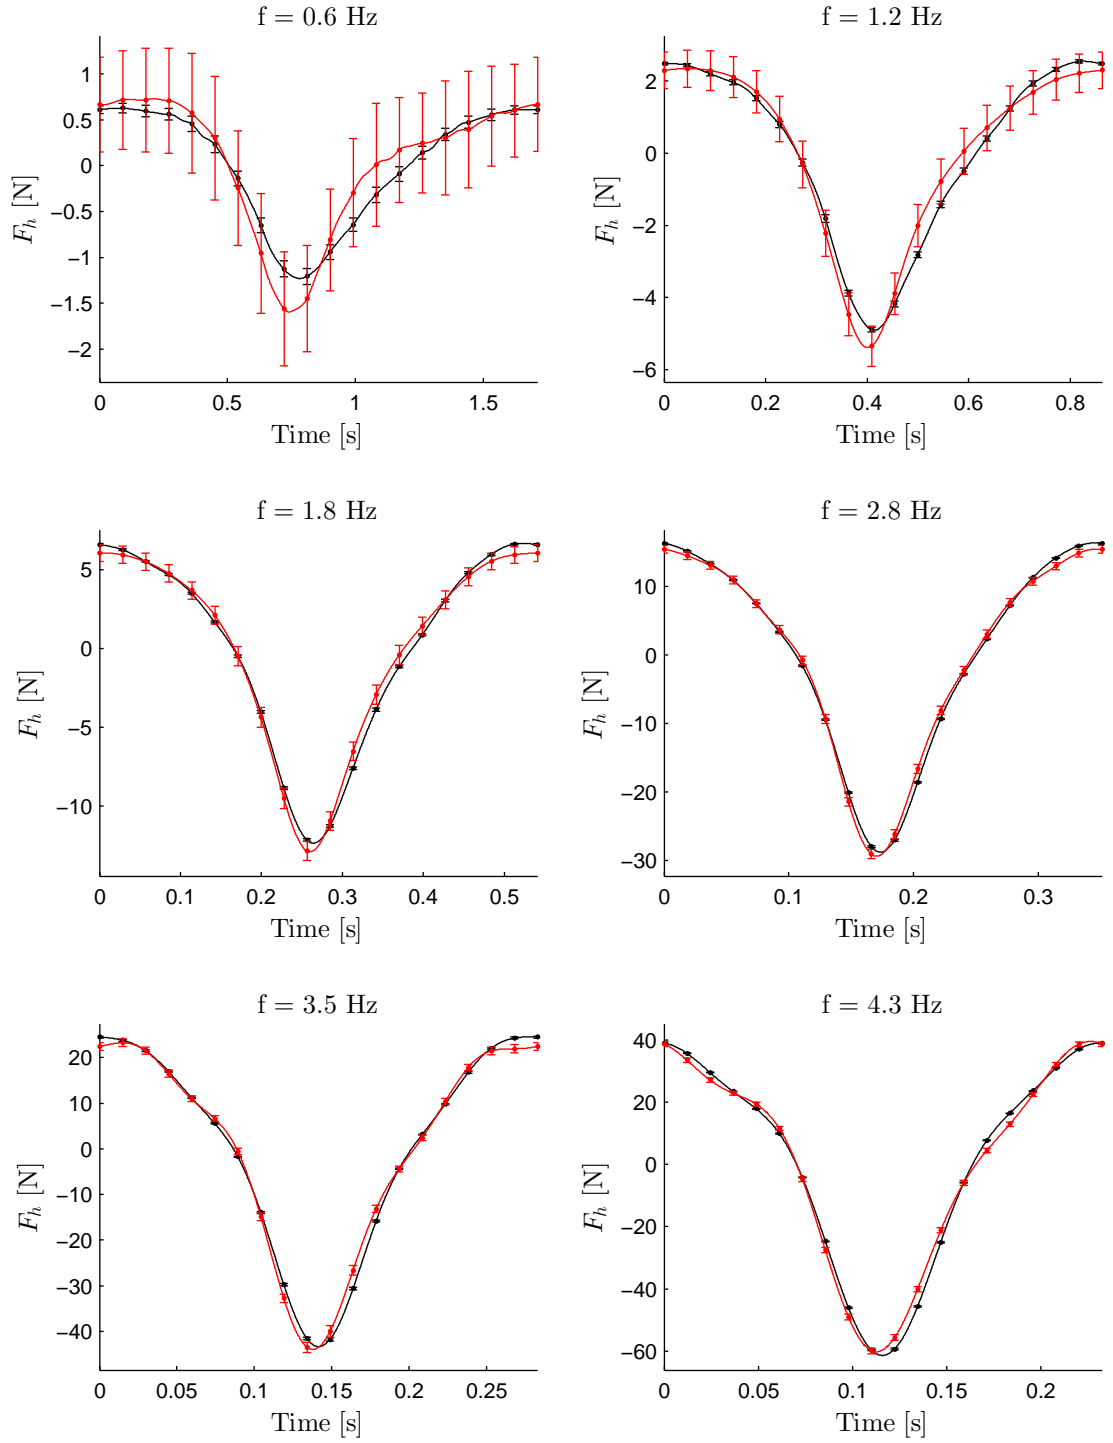 f = 0.6 Hz
F_h [N]
1
0.5
0
−0.5
−1
−1.5
−2
0 0.5 1 1.5
Time [s]
f = 1.2 Hz
F_h [N]
2
0
−2
−4
−6
0 0.2 0.4 0.6 0.8
Time [s]
f = 1.8 Hz
F_h [N]
5
0
−5
−10
0 0.1 0.2 0.3 0.4 0.5
Time [s]
f = 2.8 Hz
F_h [N]
10
0
−10
−20
−30
0 0.1 0.2 0.3
Time [s]
f = 3.5 Hz
F_h [N]
20
10
0
−10
−20
−30
−40
0 0.05 0.1 0.15 0.2 0.25
Time [s]
f = 4.3 Hz
F_h [N]
40
20
0
−20
−40
−60
0 0.05 0.1 0.15 0.2
Time [s]